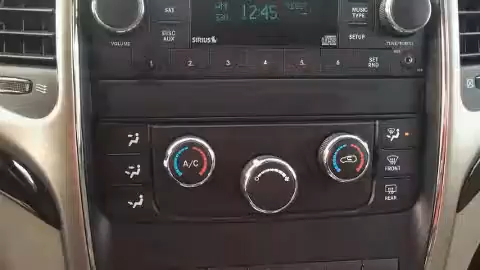 SAT
12:45
MUSIC
TYPE
VOLUME
DISC
AUX
SIRIUS
SETUP
1 2 3 4 5 6
SET
RND
A/C
FRONT
REAR